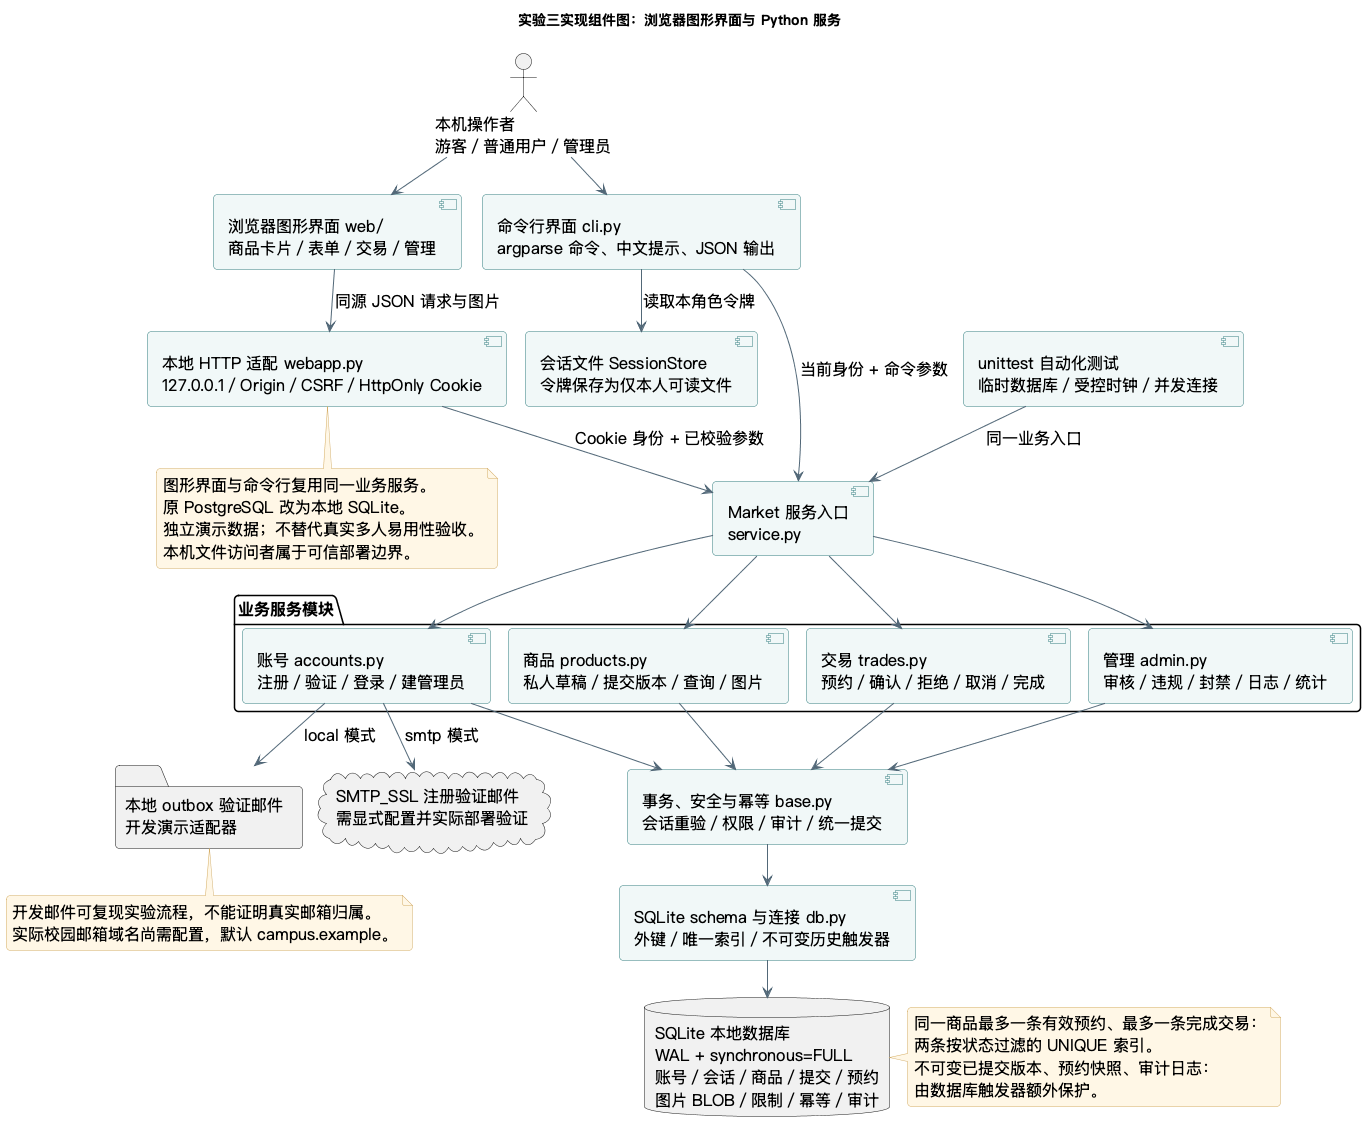 实验三实现组件图：浏览器图形界面与 Python 服务
本机操作者
游客 / 普通用户 / 管理员
浏览器图形界面 web/
商品卡片 / 表单 / 交易 / 管理
命令行界面 cli.py
argparse 命令、中文提示、JSON 输出
同源 JSON 请求与图片
读取本角色令牌
本地 HTTP 适配 webapp.py
127.0.0.1 / Origin / CSRF / HttpOnly Cookie
会话文件 SessionStore
令牌保存为仅本人可读文件
当前身份 + 命令参数
unittest 自动化测试
临时数据库 / 受控时钟 / 并发连接
Cookie 身份 + 已校验参数
同一业务入口
图形界面与命令行复用同一业务服务。
原 PostgreSQL 改为本地 SQLite。
独立演示数据；不替代真实多人易用性验收。
本机文件访问者属于可信部署边界。
Market 服务入口
service.py
业务服务模块
账号 accounts.py
注册 / 验证 / 登录 / 建管理员
商品 products.py
私人草稿 / 提交版本 / 查询 / 图片
交易 trades.py
预约 / 确认 / 拒绝 / 取消 / 完成
管理 admin.py
审核 / 违规 / 封禁 / 日志 / 统计
local 模式
smtp 模式
本地 outbox 验证邮件
开发演示适配器
SMTP_SSL 注册验证邮件
需显式配置并实际部署验证
事务、安全与幂等 base.py
会话重验 / 权限 / 审计 / 统一提交
开发邮件可复现实验流程，不能证明真实邮箱归属。
实际校园邮箱域名尚需配置，默认 campus.example。
SQLite schema 与连接 db.py
外键 / 唯一索引 / 不可变历史触发器
SQLite 本地数据库
WAL + synchronous=FULL
账号 / 会话 / 商品 / 提交 / 预约
图片 BLOB / 限制 / 幂等 / 审计
同一商品最多一条有效预约、最多一条完成交易：
两条按状态过滤的 UNIQUE 索引。
不可变已提交版本、预约快照、审计日志：
由数据库触发器额外保护。